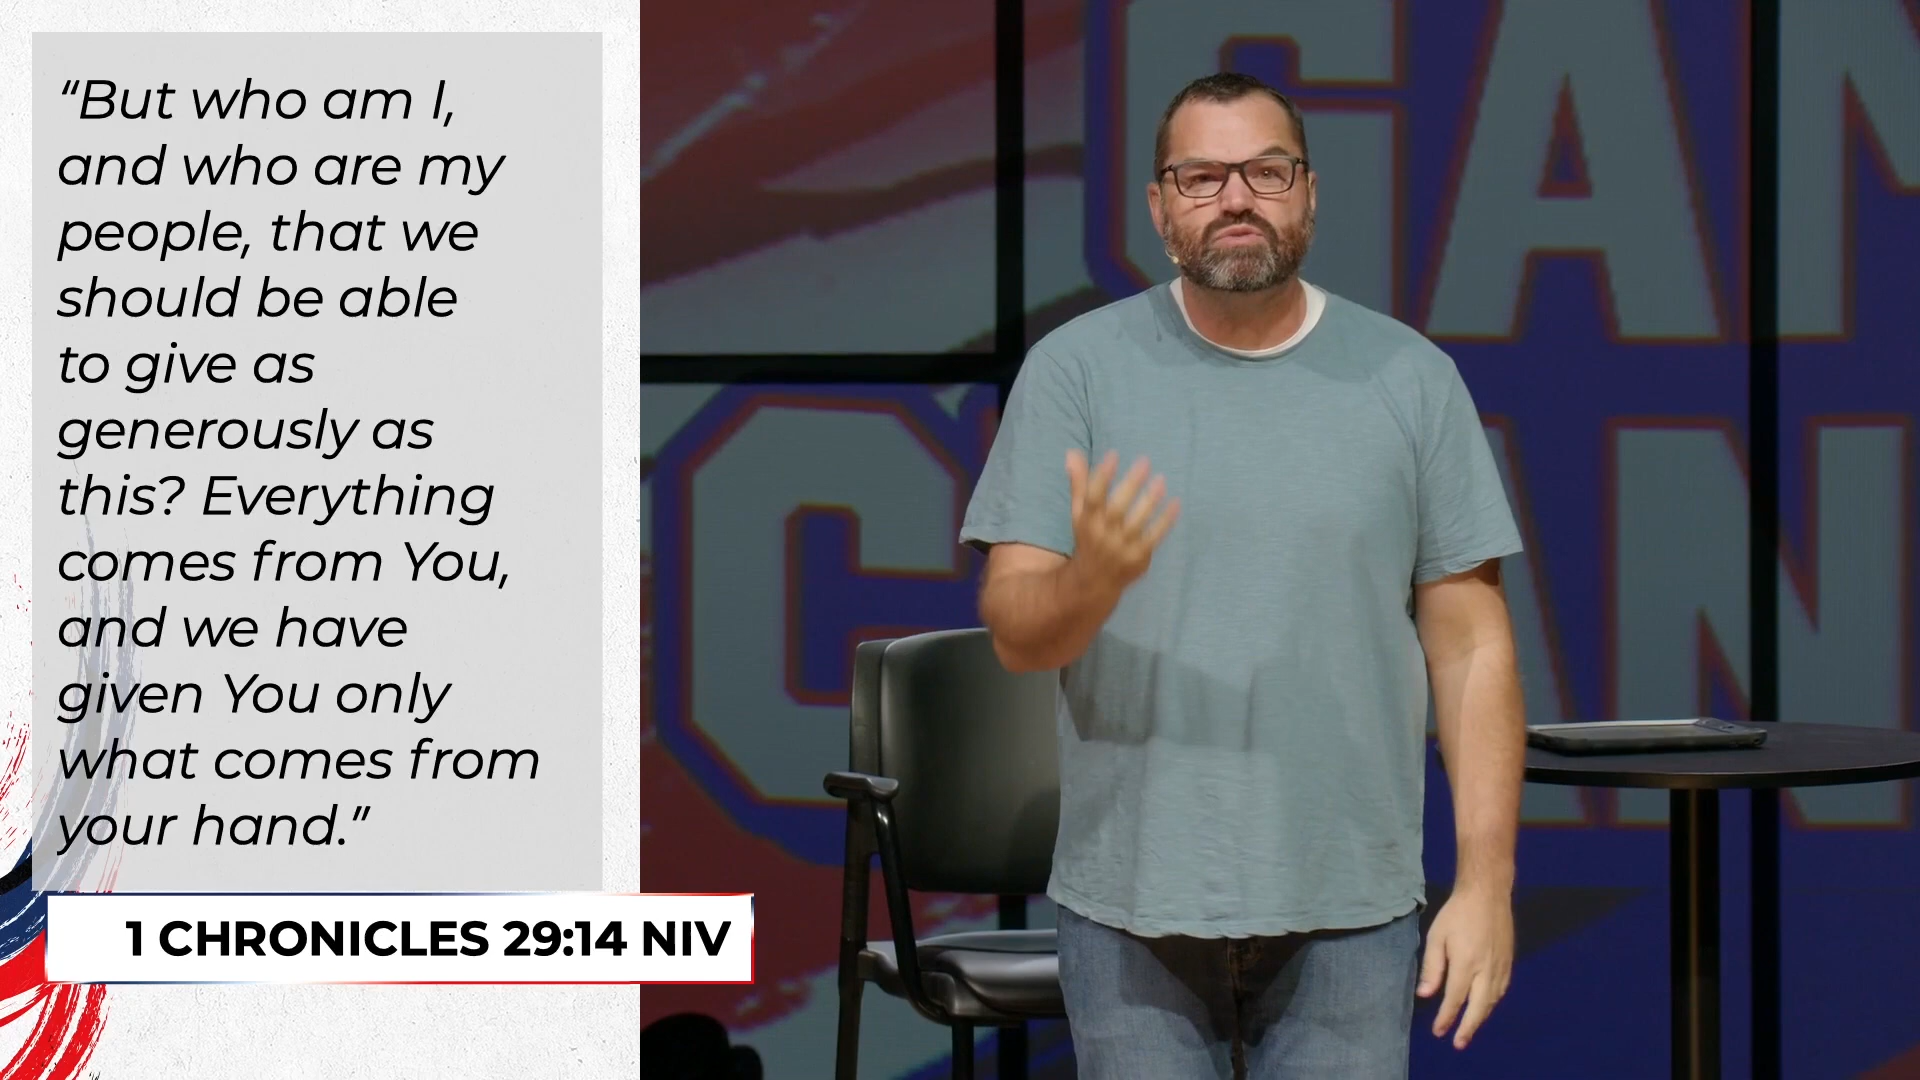 “But who am I,
and who are my
people, that we
should be able
to give as
generously as
this? Everything
comes from You,
and we have
given You only
what comes from
your hand.”
1 CHRONICLES 29:14 NIV